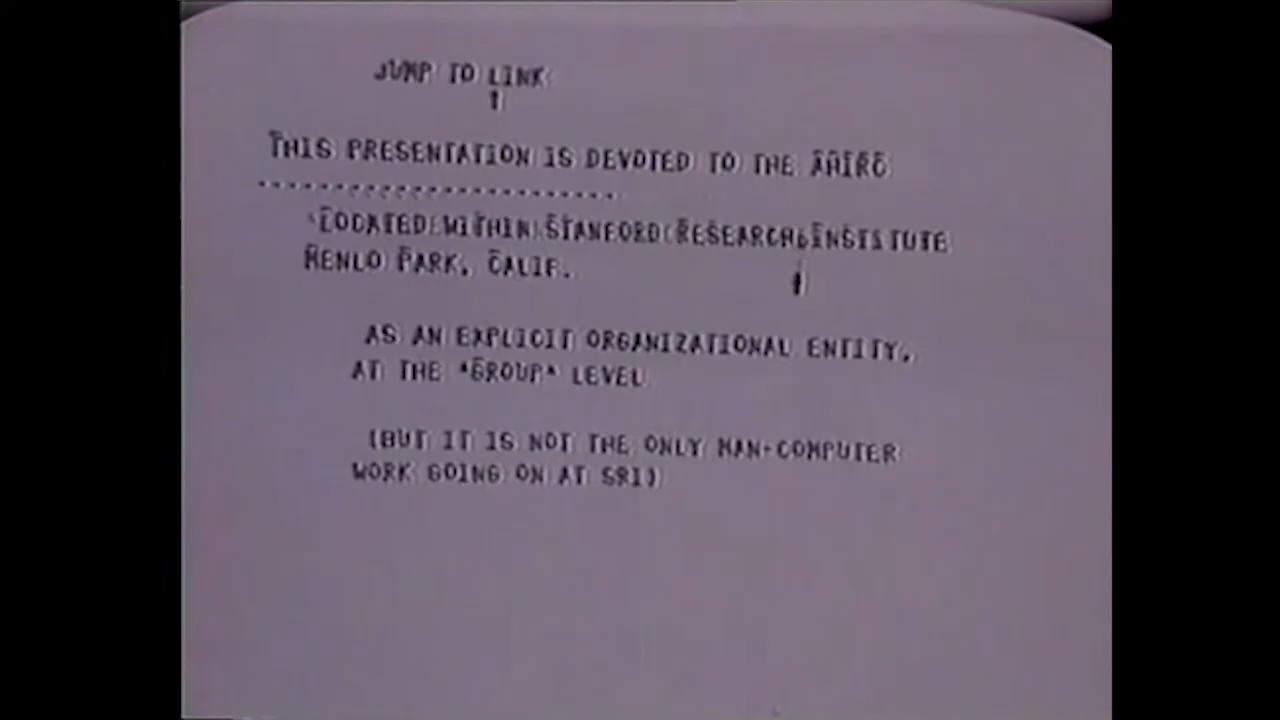 JUMP TO LINK
THIS PRESENTATION IS DEVOTED TO THE AHIRC
LOCATED WITHIN STANFORD RESEARCH INSTITUTE
MENLO PARK, CALIF.
AS AN EXPLICIT ORGANIZATIONAL ENTITY,
AT THE "GROUP" LEVEL
(BUT IT IS NOT THE ONLY MAN-COMPUTER
WORK GOING ON AT SRI)